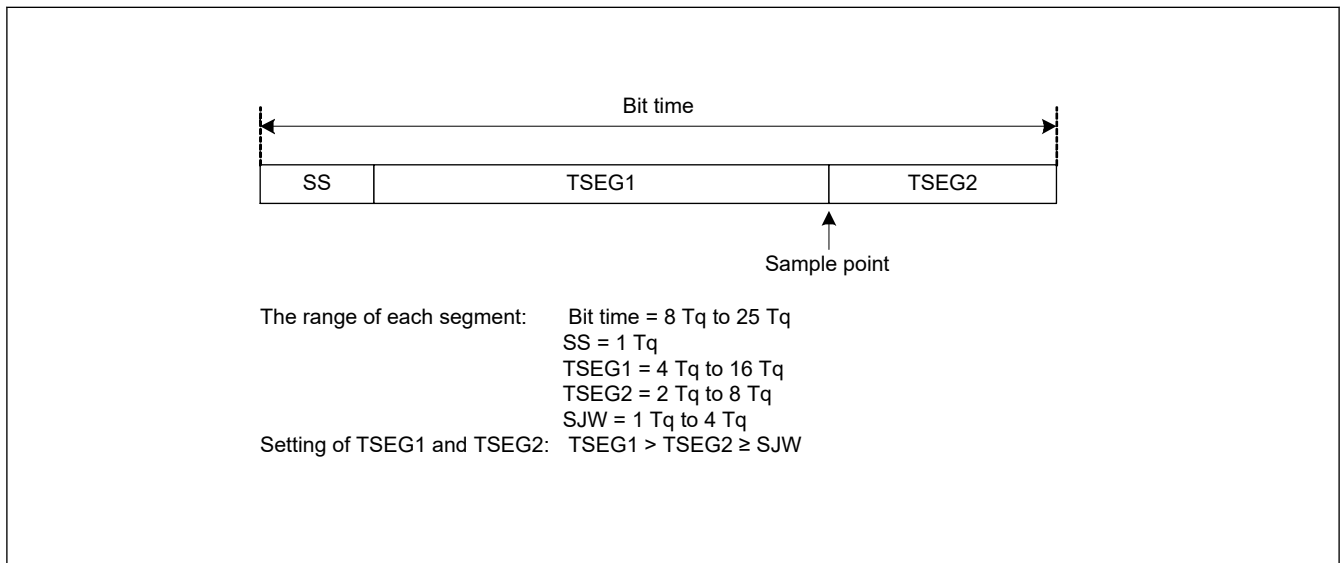 Bit time
SS TSEG1 TSEG2
Sample point
The range of each segment: Bit time = 8 Tq to 25 Tq
SS = 1 Tq
TSEG1 = 4 Tq to 16 Tq
TSEG2 = 2 Tq to 8 Tq
SJW = 1 Tq to 4 Tq
Setting of TSEG1 and TSEG2: TSEG1 > TSEG2 ≥ SJW